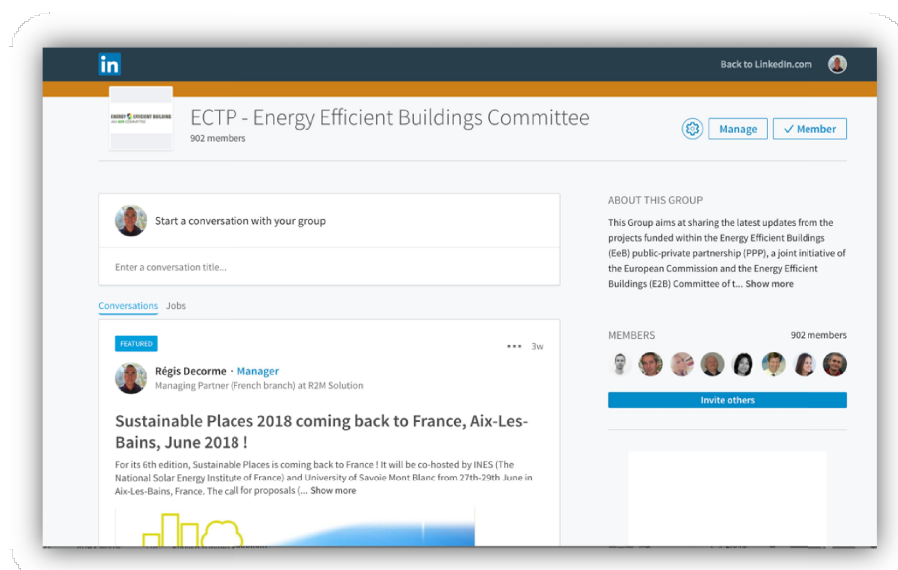 in
Back to LinkedIn.com
ENERGY EFFICIENT BUILDING
ECTP - Energy Efficient Buildings Committee
902 members
Manage
✓ Member
Start a conversation with your group
Enter a conversation title...
Conversations Jobs
FEATURED
••• 3w
Régis Decorme · Manager
Managing Partner (French branch) at R2M Solution
Sustainable Places 2018 coming back to France, Aix-Les-
Bains, June 2018 !
For its 6th edition, Sustainable Places is coming back to France ! It will be co-hosted by INES (The
National Solar Energy Institute of France) and University of Savoie Mont Blanc from 27th-29th June in
Aix-Les-Bains, France. The call for proposals (... Show more
ABOUT THIS GROUP
This Group aims at sharing the latest updates from the
projects funded within the Energy Efficient Buildings
(EeB) public-private partnership (PPP), a joint initiative of
the European Commission and the Energy Efficient
Buildings (E2B) Committee of t... Show more
MEMBERS 902 members
Invite others